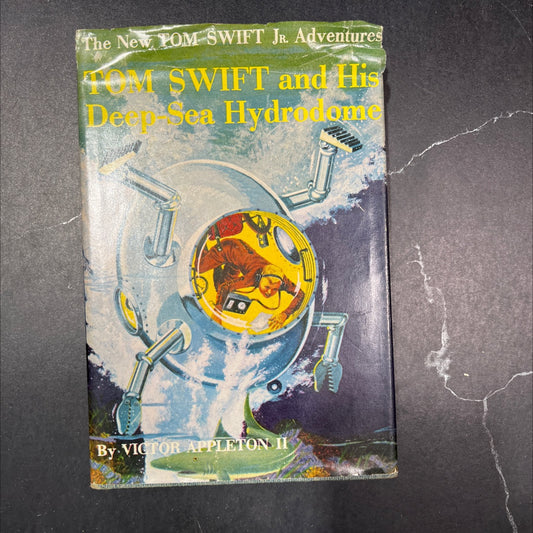 The New TOM SWIFT JR. Adventures
TOM SWIFT and His
Deep-Sea Hydrodome
By VICTOR APPLETON II